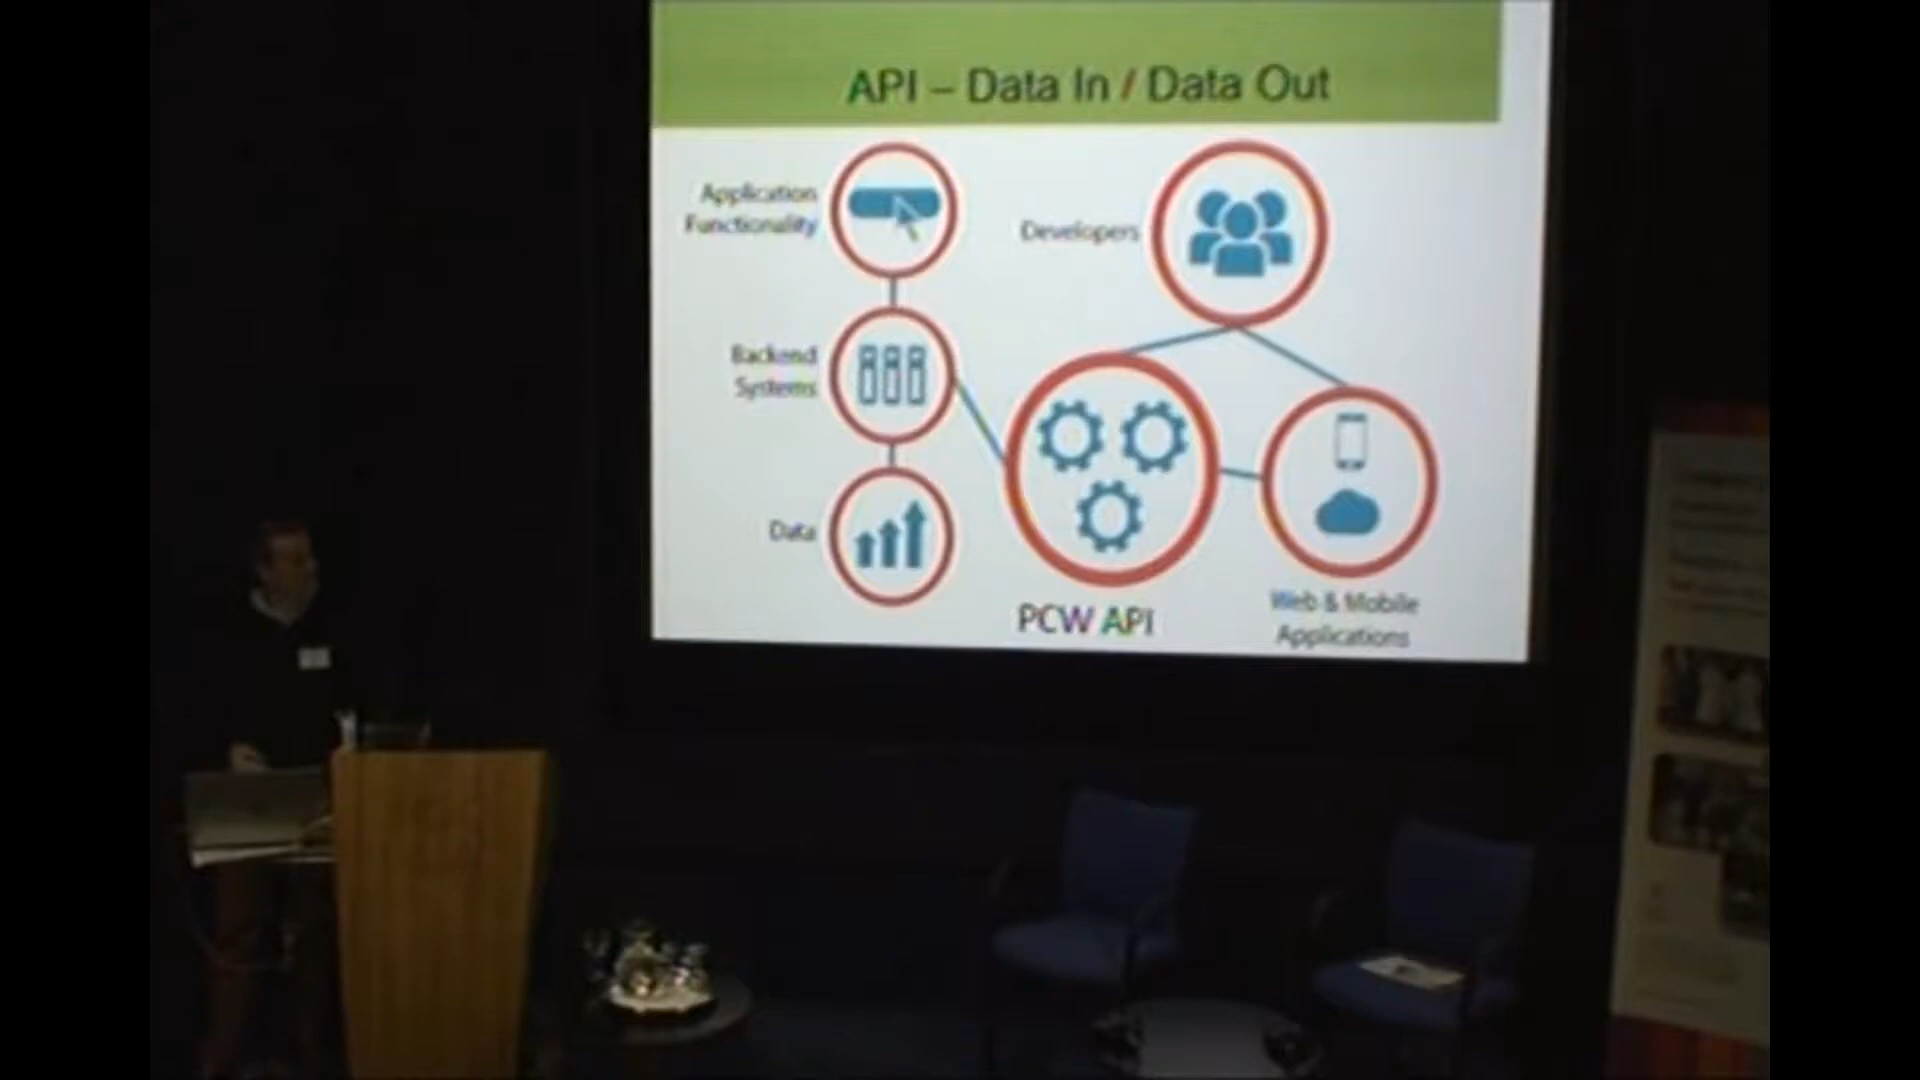 API – Data In / Data Out
Application
Functionality
Developers
Backend
Systems
Data
PCW API
Web & Mobile
Applications